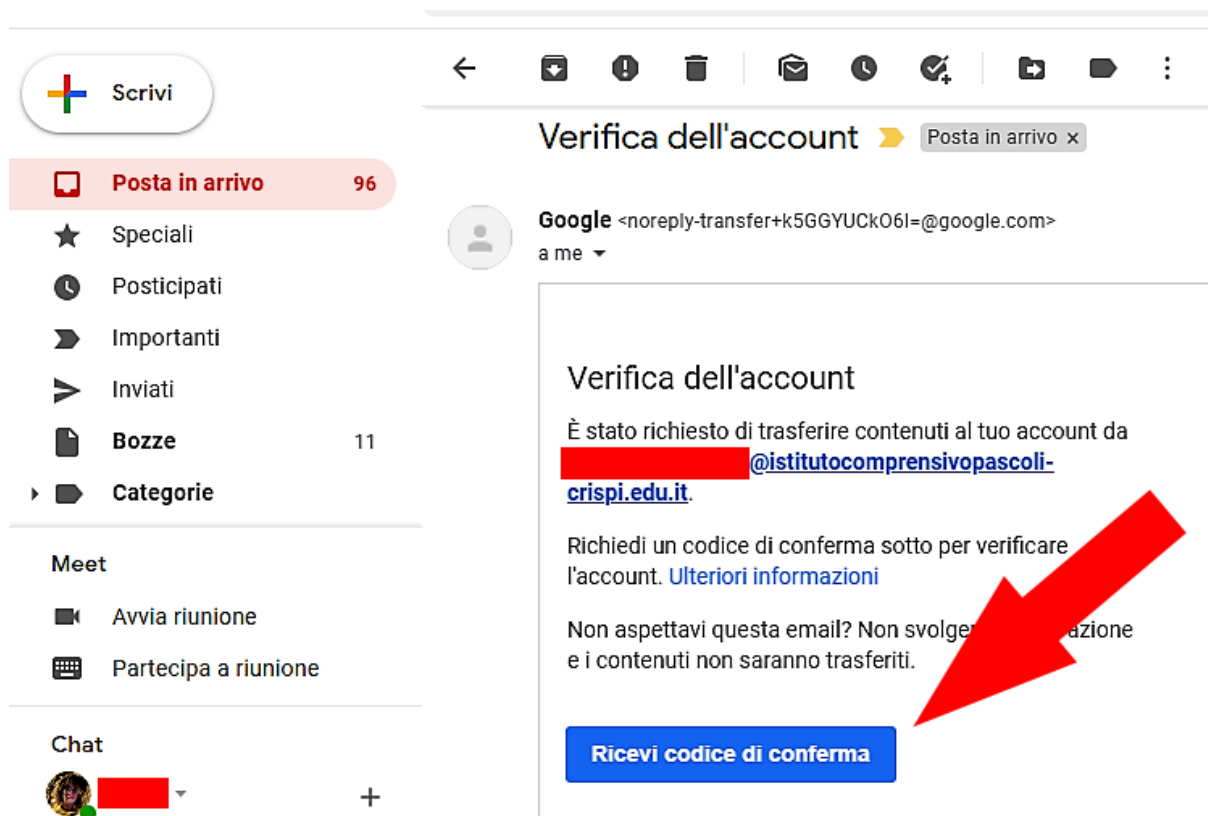 Scrivi
Posta in arrivo 96
Speciali
Posticipati
Importanti
Inviati
Bozze 11
Categorie
Meet
Avvia riunione
Partecipa a riunione
Chat
Verifica dell'account Posta in arrivo x
Google <noreply-transfer+k5GGYUCkO6I=@google.com>
a me
Verifica dell'account
È stato richiesto di trasferire contenuti al tuo account da
@istitutocomprensivopascoli-
crispi.edu.it.
Richiedi un codice di conferma sotto per verificare
l'account. Ulteriori informazioni
Non aspettavi questa email? Non
e i contenuti non saranno trasferiti.
Ricevi codice di conferma